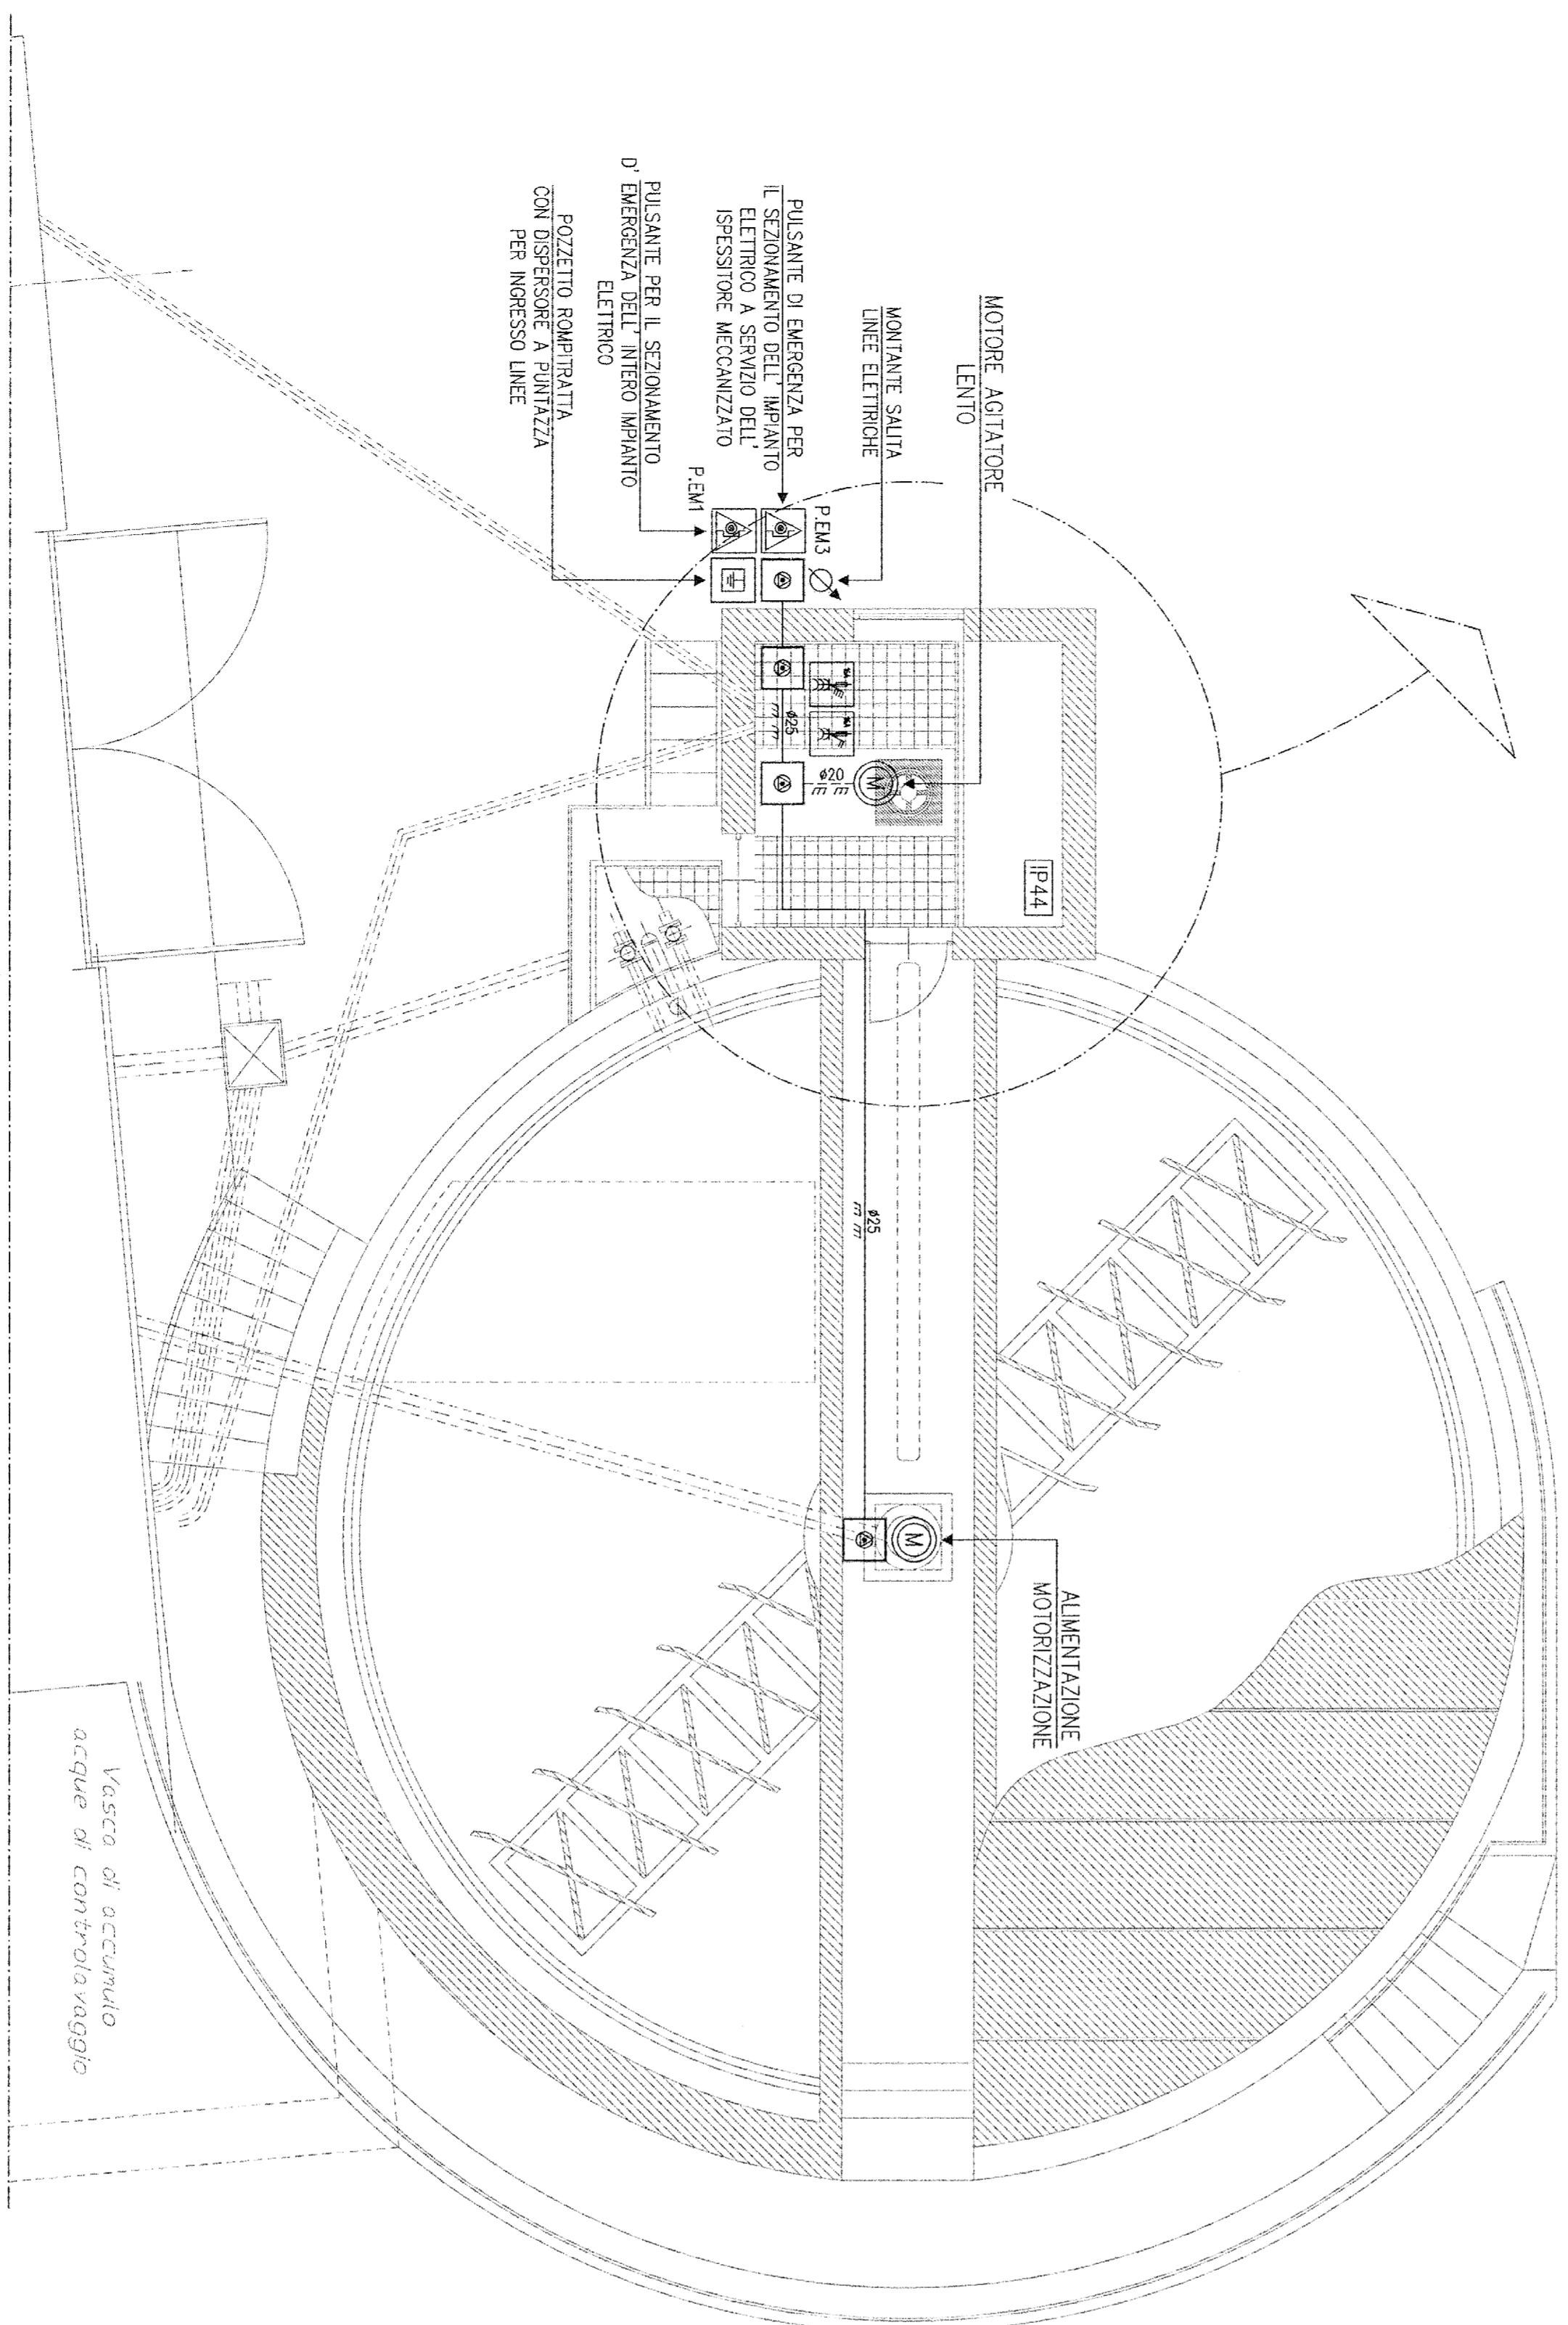 MOTORE AGITATORE
LENTO
MONTANTE SALITA
LINEE ELETTRICHE
PULSANTE DI EMERGENZA PER
IL SEZIONAMENTO DELL' IMPIANTO
ELETTRICO A SERVIZIO DELL'
ISPESSITORE MECCANIZZATO
PULSANTE PER IL SEZIONAMENTO
D' EMERGENZA DELL' INTERO IMPIANTO
ELETTRICO
POZZETTO ROMPITRATTA
CON DISPERSORE A PUNTAZZA
PER INGRESSO LINEE
P.EM3
P.EM1
16A
16A
ø25
ø20
M
IP44
ø25
M
ALIMENTAZIONE
MOTORIZZAZIONE
Vasca di accumulo
acque di controlavaggio